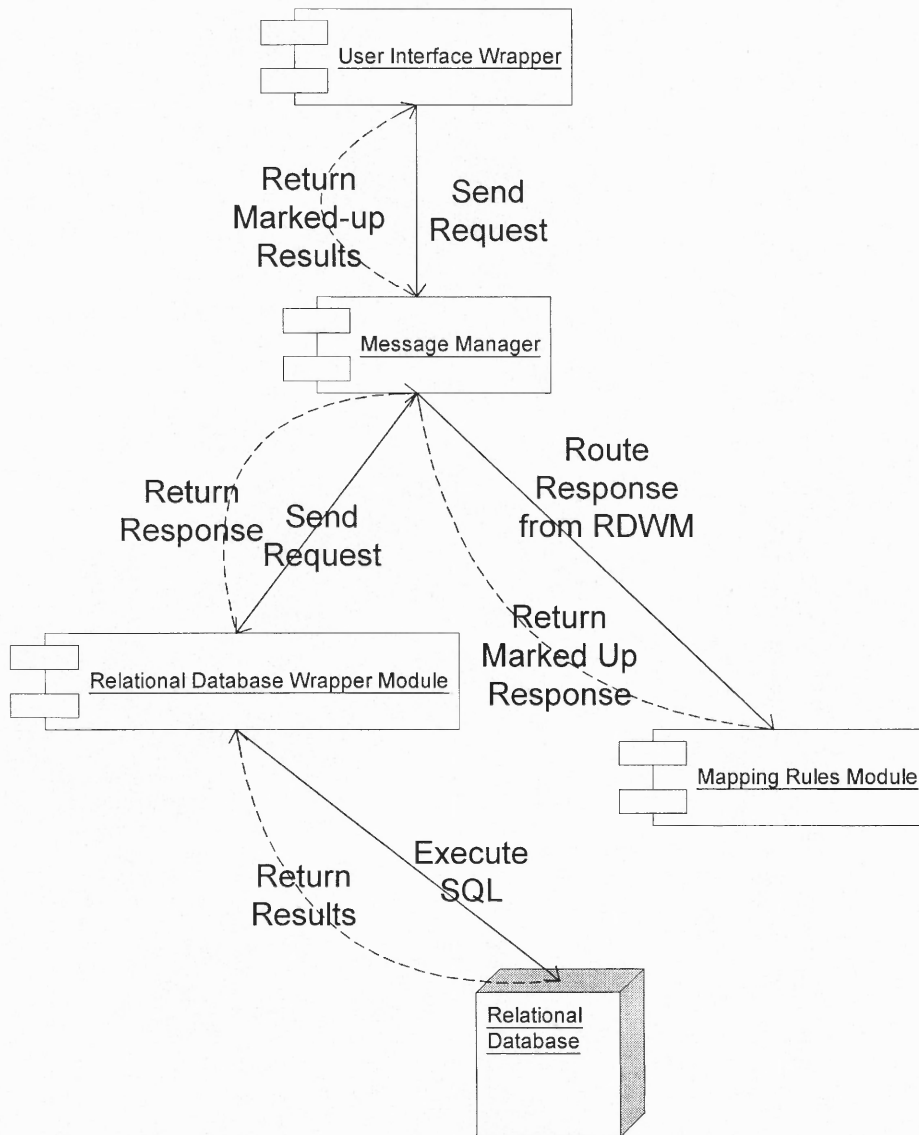 User Interface Wrapper
Return
Marked-up
Results
Send
Request
Message Manager
Return
Response
Send
Request
Route
Response
from RDWM
Return
Marked Up
Response
Relational Database Wrapper Module
Mapping Rules Module
Execute
SQL
Return
Results
Relational
Database